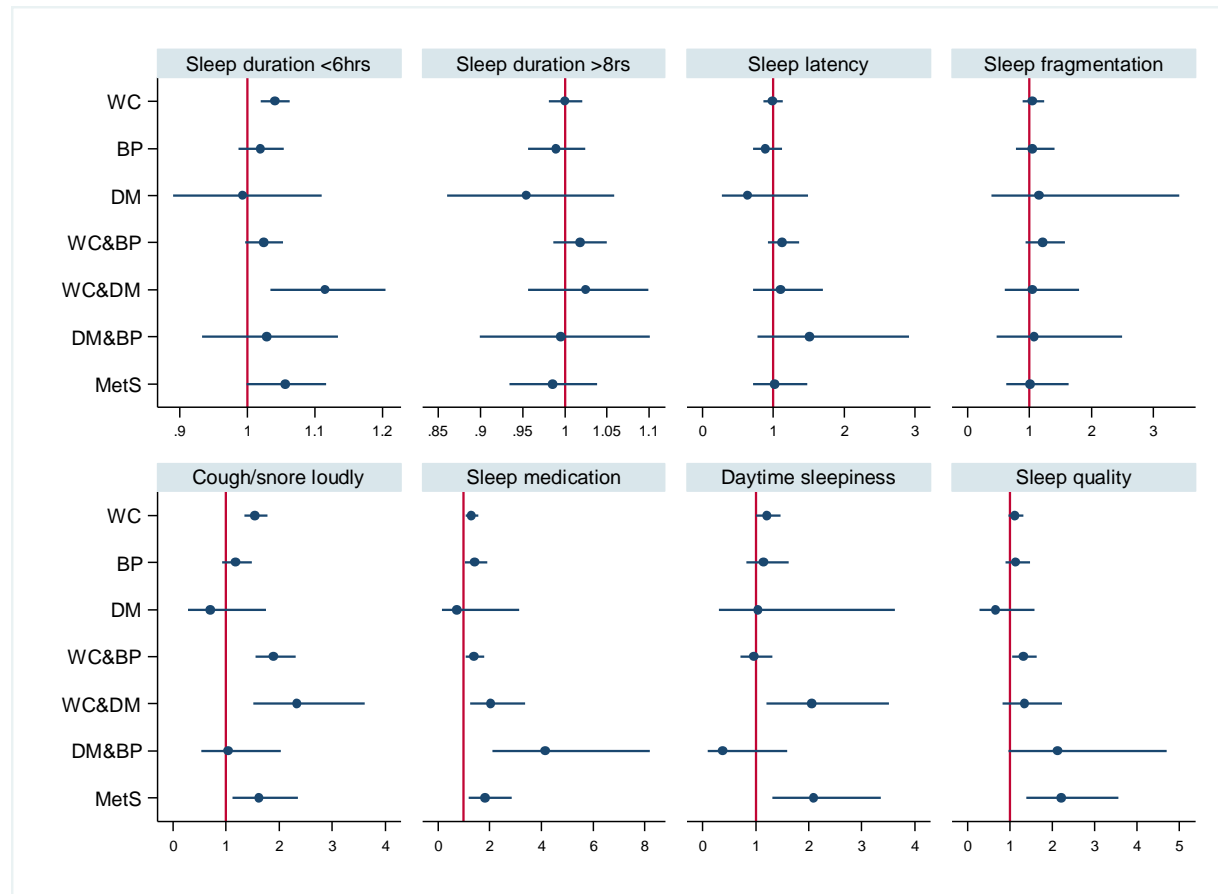 Sleep duration <6hrs Sleep duration >8rs Sleep latency Sleep fragmentation
WC
BP
DM
WC&BP
WC&DM
DM&BP
MetS
.9 1 1.1 1.2 .85 .9 .95 1 1.05 1.1 0 1 2 3 0 1 2 3
Cough/snore loudly Sleep medication Daytime sleepiness Sleep quality
WC
BP
DM
WC&BP
WC&DM
DM&BP
MetS
0 1 2 3 4 0 2 4 6 8 0 1 2 3 4 0 1 2 3 4 5